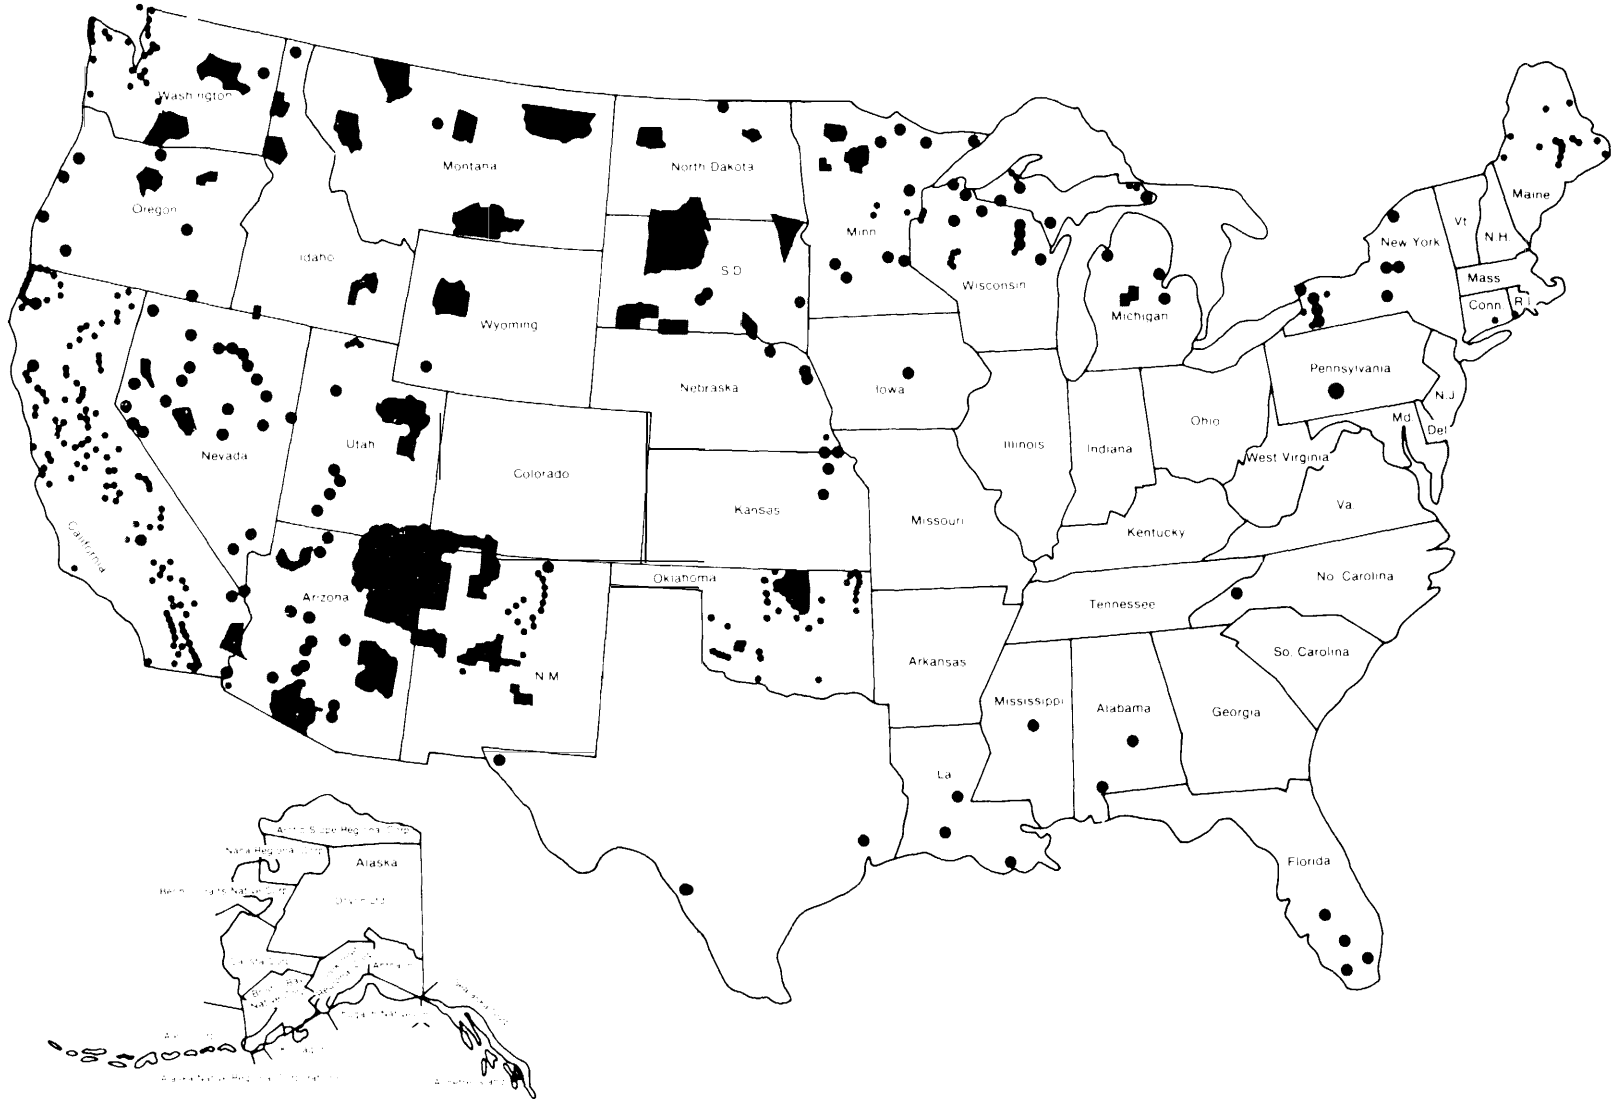 Washington
Montana
North Dakota
Minn
Maine
Oregon
Idaho
S D
Wisconsin
Michigan
New York
Vt
N.H.
Mass
Conn
R I
Wyoming
Nebraska
Iowa
Pennsylvania
N.J
Md.
Del
Nevada
Utah
Colorado
Kansas
Missouri
Illinois
Indiana
Ohio
West Virginia
Va.
Kentucky
California
Arizona
N M
Oklahoma
Arkansas
Tennessee
No. Carolina
So. Carolina
Mississippi
Alabama
Georgia
La
Florida
Alaska